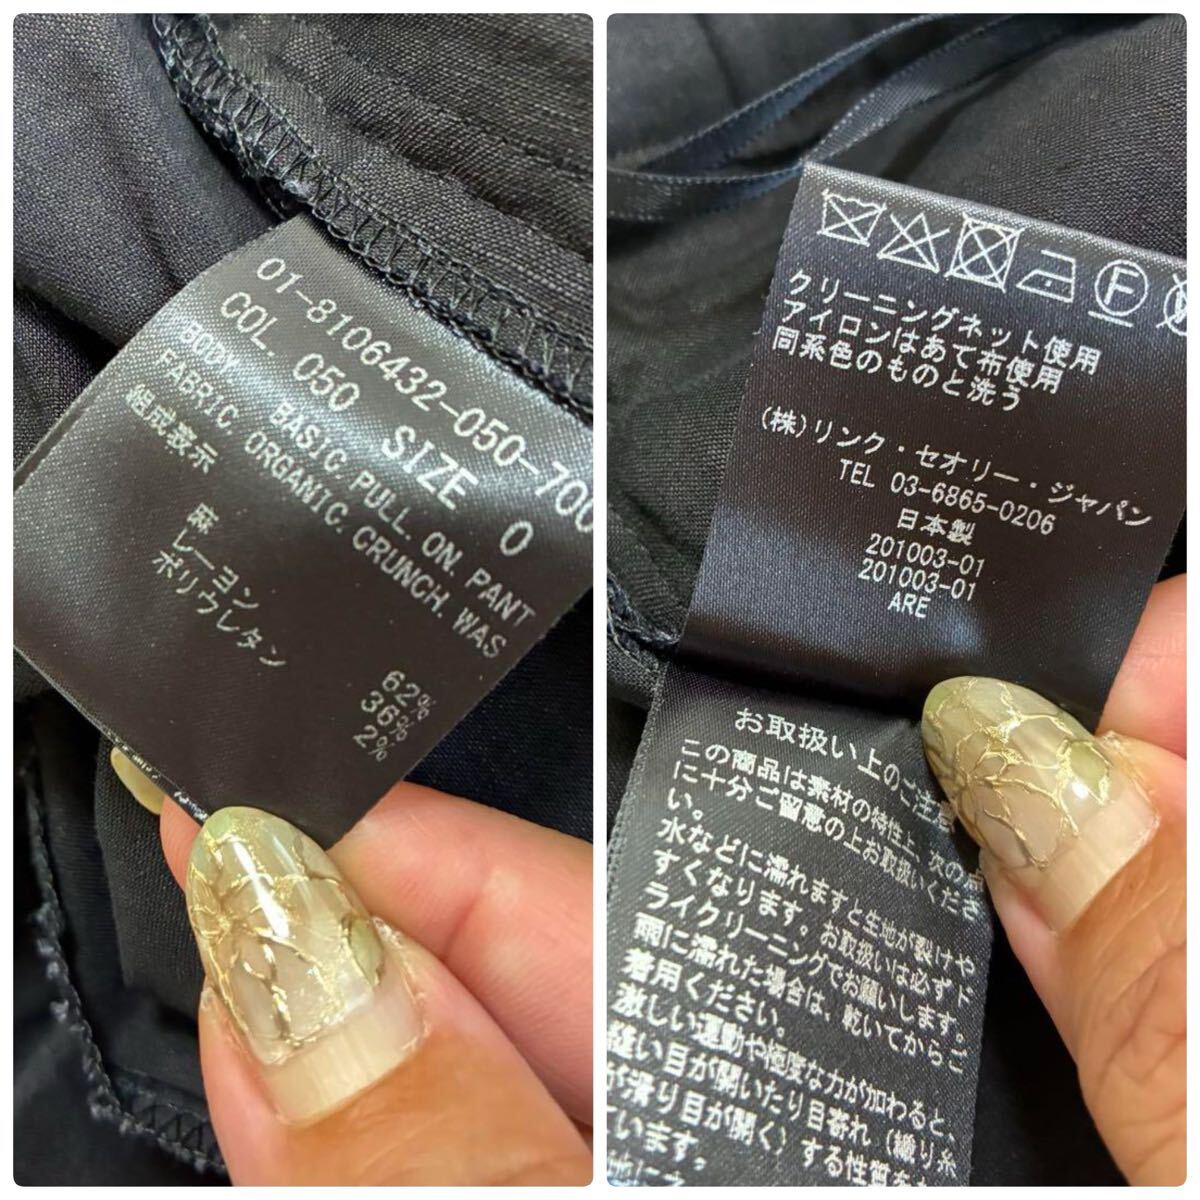 01-8106432-050-700
COL. 050 SIZE 0
BODY. BASIC. PULL. ON. PANT
FABRIC ORGANIC. CRUNCH. WAS
組成表示
麻 62%
レーヨン 36%
ポリウレタン 2%
F
クリーニングネット使用
アイロンはあて布使用
同系色のものと洗う
(株)リンク・セオリー・ジャパン
TEL 03-6865-0206
日本製
201003-01
201003-01
ARE
お取扱い上のご注意
この商品は素材の特性上、次の
に十分ご留意の上お取扱いくださ
い。
水などに濡れますと生地が裂けや
すくなります。お取扱いは必ずド
ライクリーニングでお願いします。
雨に濡れた場合は、乾いてからご
着用ください。
激しい運動や極度な力が加わると、
縫い目が開いたり目寄れ(織り糸
が滑り目が開く)する性質を
ています。